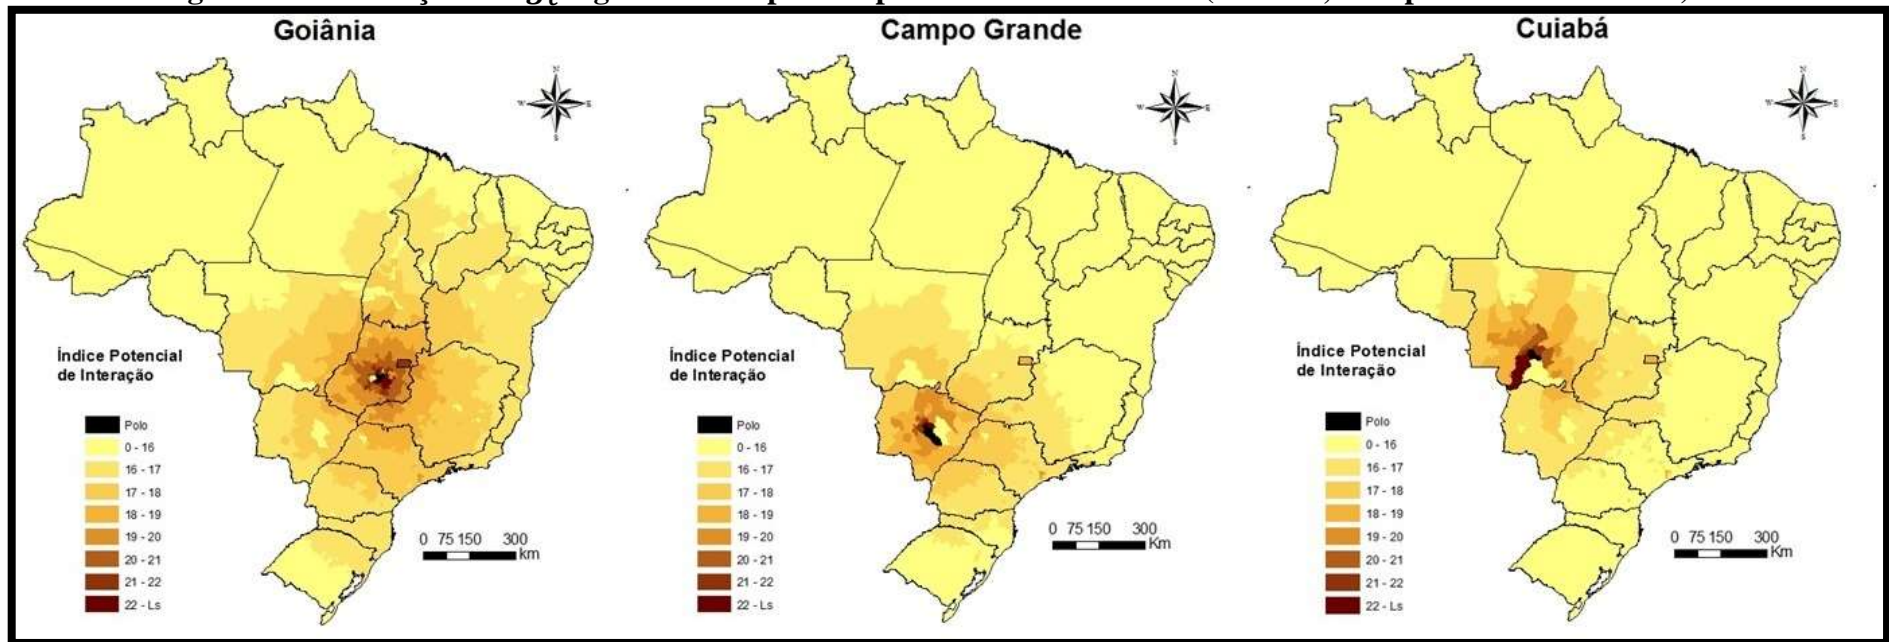 Goiânia
Campo Grande
Cuiabá
N
W E
S
N
W E
S
N
W E
S
Índice Potencial
de Interação
Polo
0 - 16
16 - 17
17 - 18
18 - 19
19 - 20
20 - 21
21 - 22
22 - Ls
0 75 150 300
km
Índice Potencial
de Interação
Polo
0 - 16
16 - 17
17 - 18
18 - 19
19 - 20
20 - 21
21 - 22
22 - Ls
0 75 150 300
Km
Índice Potencial
de Interação
Polo
0 - 16
16 - 17
17 - 18
18 - 19
19 - 20
20 - 21
21 - 22
22 - Ls
0 75 150 300
Km